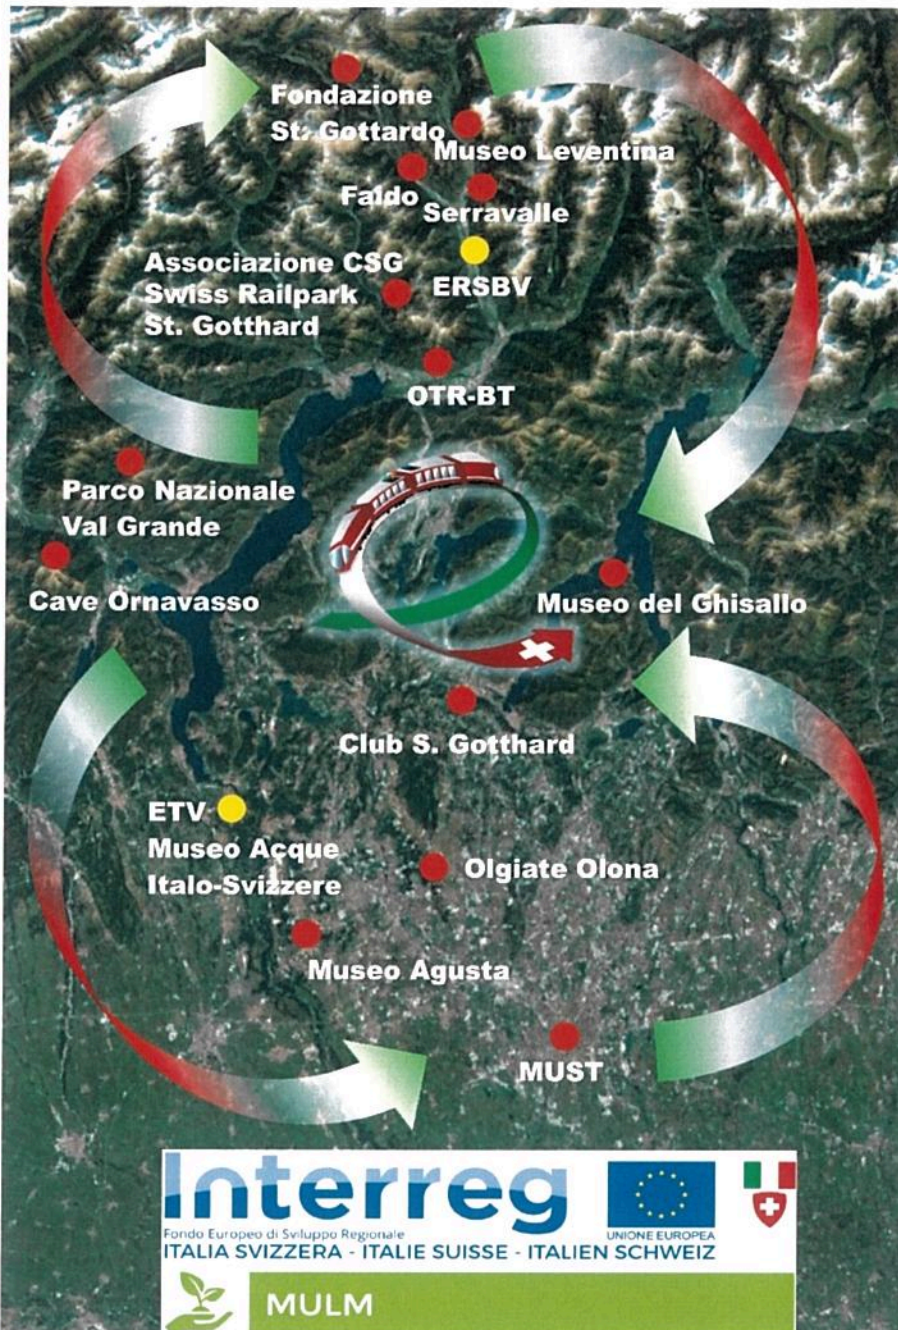 Fondazione
St. Gottardo
Museo Leventina
Faido
Serravalle
ERSBV
Associazione CSG
Swiss Railpark
St. Gotthard
OTR-BT
Parco Nazionale
Val Grande
Cave Ornavasso
Museo del Ghisallo
Club S. Gotthard
ETV
Museo Acque
Italo-Svizzere
Olgiate Olona
Museo Agusta
MUST
Interreg
Fondo Europeo di Sviluppo Regionale
UNIONE EUROPEA
ITALIA SVIZZERA - ITALIE SUISSE - ITALIEN SCHWEIZ
MULM